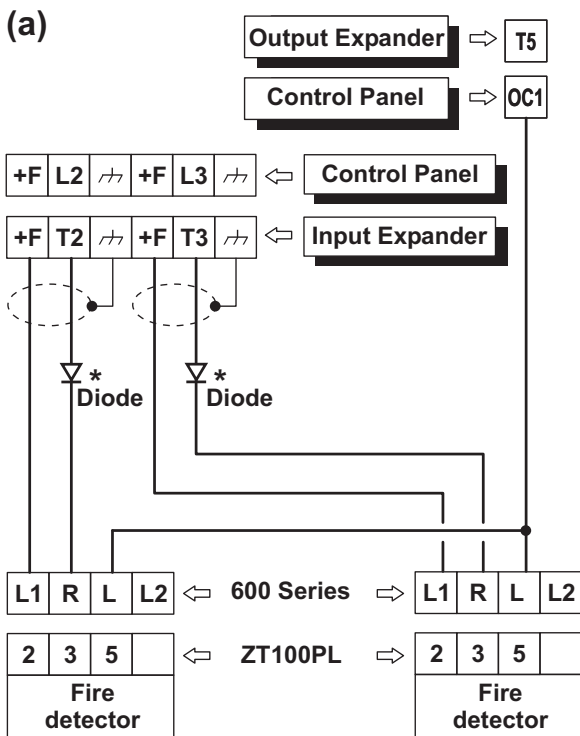 (a)
Output Expander T5
Control Panel OC1
+F L2 +F L3 Control Panel
+F T2 +F T3 Input Expander
* *
Diode Diode
L1 R L L2 600 Series L1 R L L2
2 3 5 ZT100PL 2 3 5
Fire Fire
detector detector